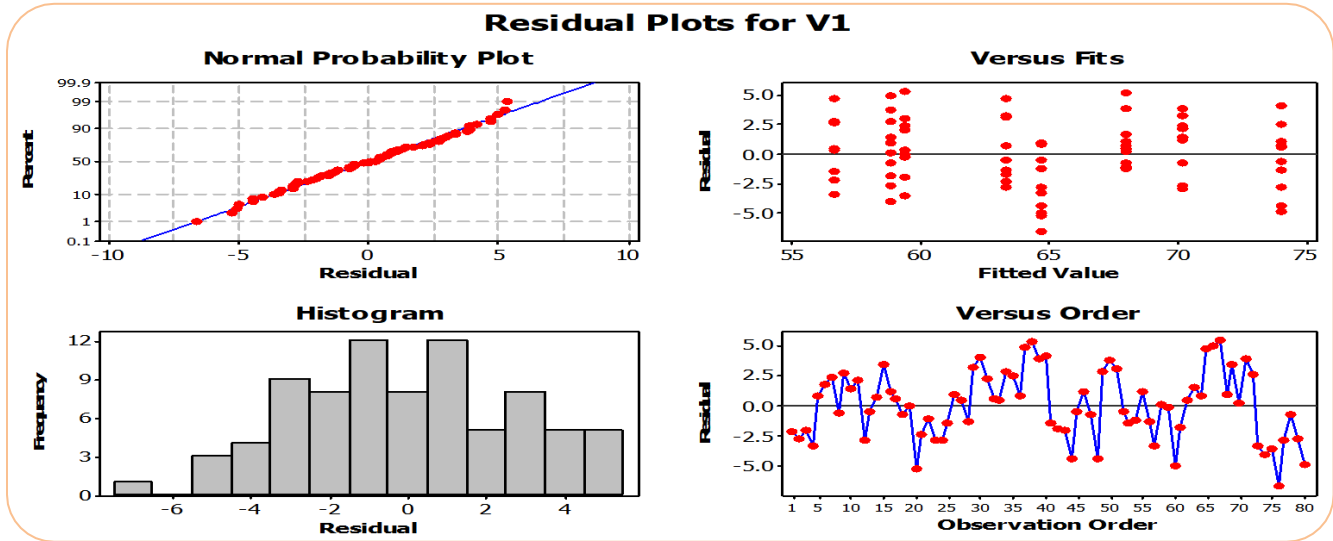 Residual Plots for V1
Normal Probability Plot
99.9
99
90
50
10
1
0.1
Percent
-10 -5 0 5 10
Residual
Versus Fits
5.0
2.5
0.0
-2.5
-5.0
Residual
55 60 65 70 75
Fitted Value
Histogram
12
9
6
3
0
Frequency
-6 -4 -2 0 2 4
Residual
Versus Order
5.0
2.5
0.0
-2.5
-5.0
Residual
1 5 10 15 20 25 30 35 40 45 50 55 60 65 70 75 80
Observation Order